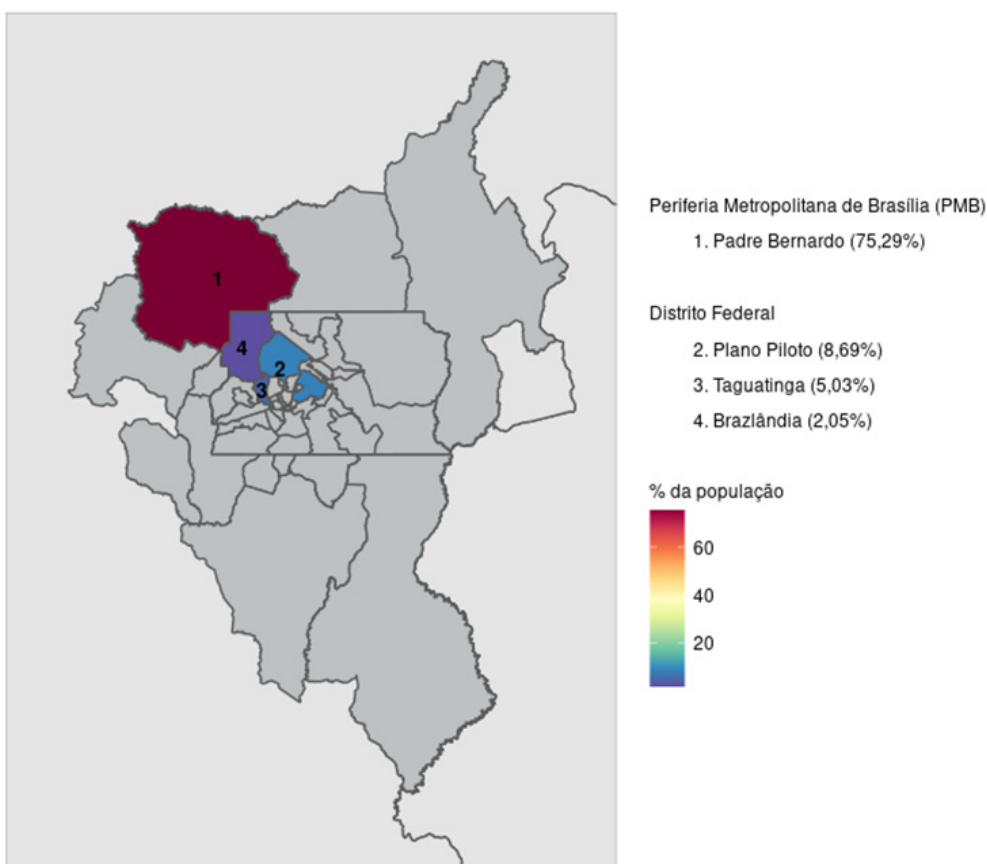 1
4
2
3
Periferia Metropolitana de Brasília (PMB)
1. Padre Bernardo (75,29%)
Distrito Federal
2. Plano Piloto (8,69%)
3. Taguatinga (5,03%)
4. Brazlândia (2,05%)
% da população
60
40
20